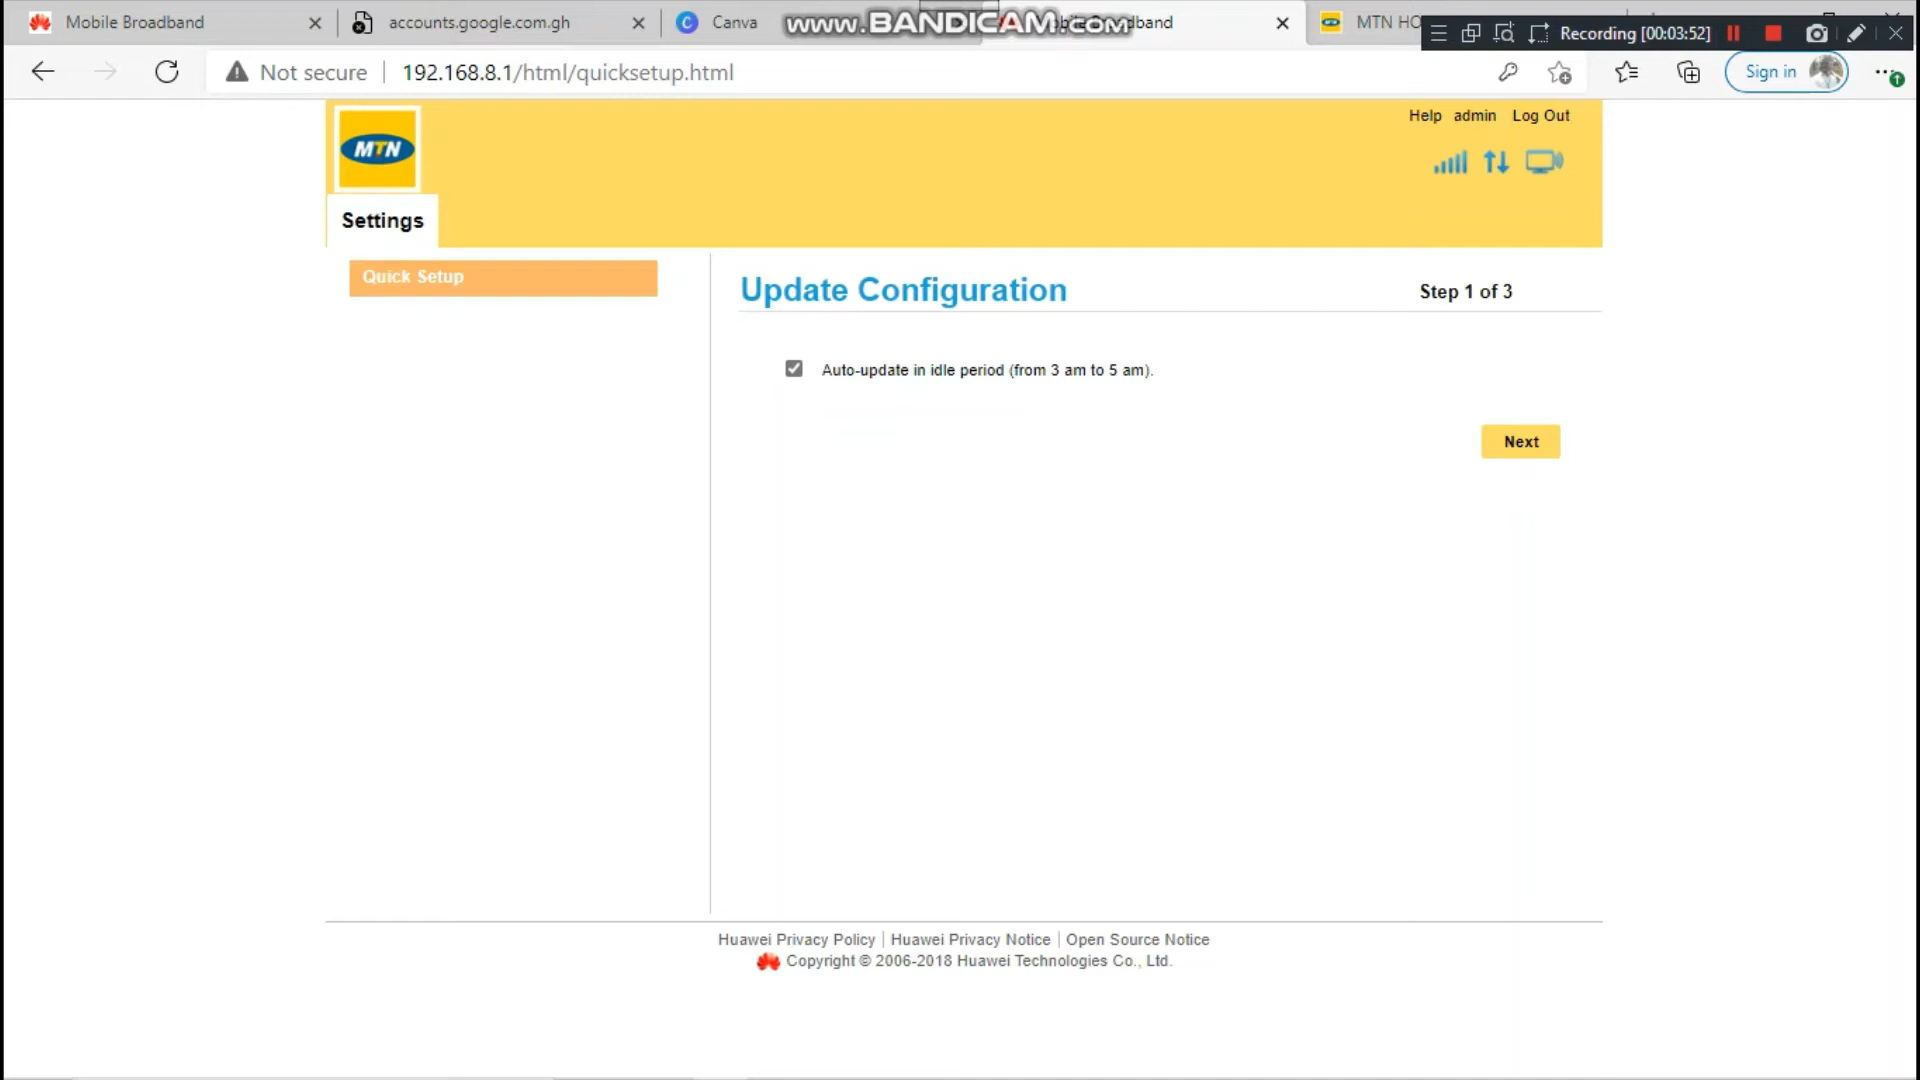 Mobile Broadband
accounts.google.com.gh
Canva
www.BANDICAM.com
MTN HO
Recording [00:03:52]
Not secure
192.168.8.1/html/quicksetup.html
Sign in
MTN
Help admin Log Out
Settings
Quick Setup
Update Configuration
Step 1 of 3
Auto-update in idle period (from 3 am to 5 am).
Next
Huawei Privacy Policy | Huawei Privacy Notice | Open Source Notice
Copyright © 2006-2018 Huawei Technologies Co., Ltd.